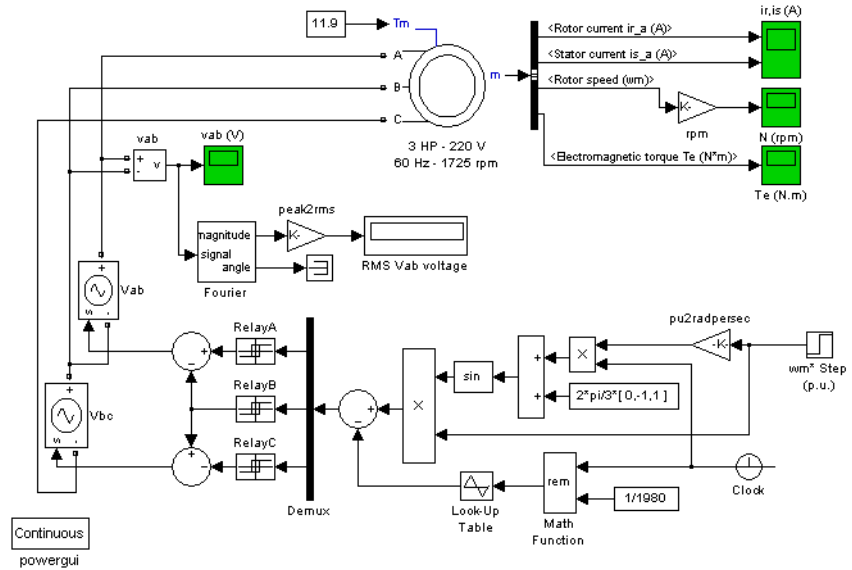 ir,is (A)
11.9
Tm
<Rotor current ir_a (A)>
A
<Stator current is_a (A)>
m
<Rotor speed (wm)>
B
K-
C
rpm
N (rpm)
vab
vab (V)
3 HP - 220 V
60 Hz - 1725 rpm
<Electromagnetic torque Te (N*m)>
+
-
v
Te (N.m)
peak2rms
magnitude
signal
angle
K-
RMS Vab voltage
Fourier
+
s
-
Vab
pu2radpersec
-K-
wm* Step
(p.u.)
RelayA
+
-
sin
+
+
×
2*pi/3*[ 0,-1,1 ]
+
s
-
Vbc
RelayB
×
+
-
RelayC
+
-
Demux
Look-Up
Table
rem
Math
Function
1/1980
Clock
Continuous
powergui